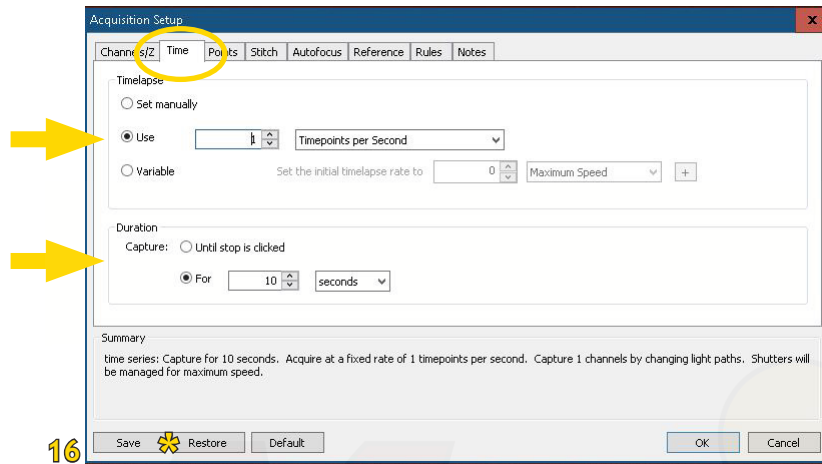 Acquisition Setup
x
Channels/Z Time Points Stitch Autofocus Reference Rules Notes
Timelapse
Set manually
Use 1 Timepoints per Second
Variable Set the initial timelapse rate to 0 Maximum Speed +
Duration
Capture: Until stop is clicked
For 10 seconds
Summary
time series: Capture for 10 seconds. Acquire at a fixed rate of 1 timepoints per second. Capture 1 channels by changing light paths. Shutters will
be managed for maximum speed.
16 Save Restore Default OK Cancel